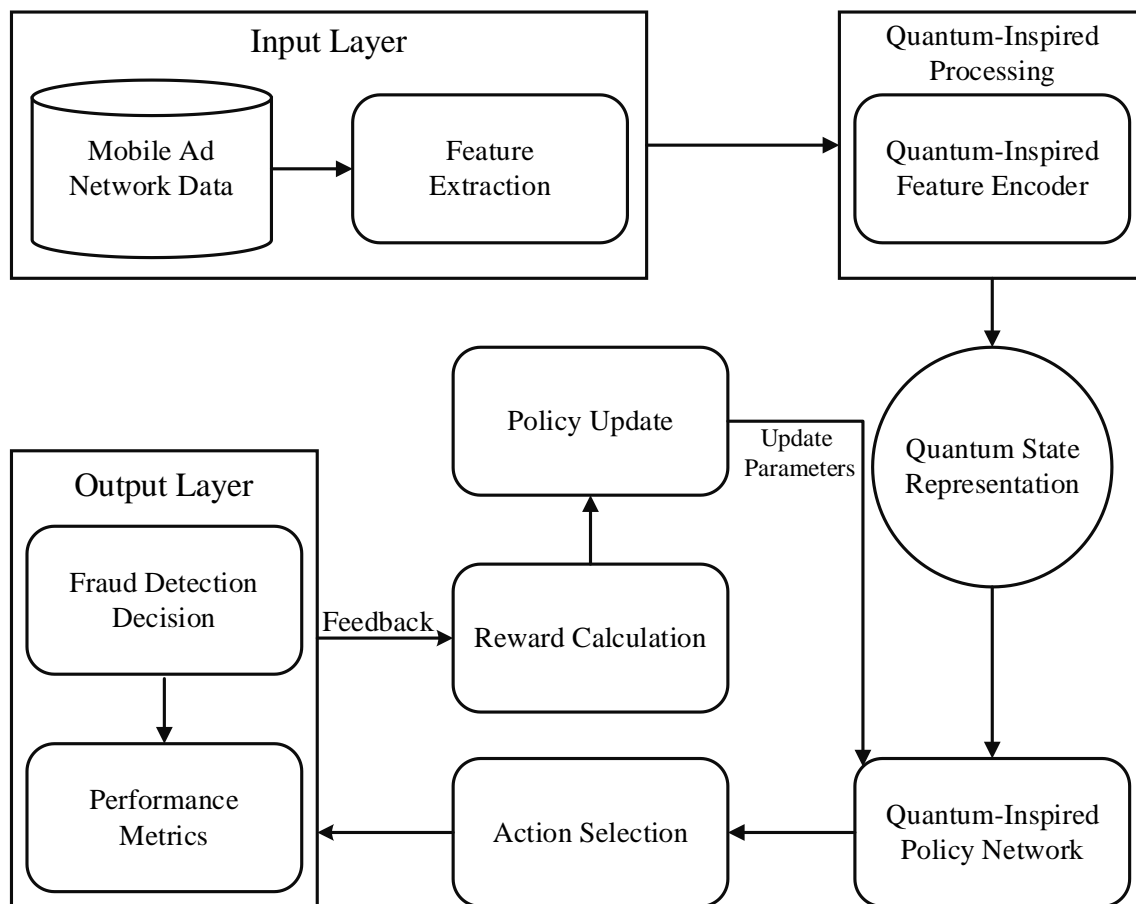 Input Layer
Mobile Ad
Network Data
Feature
Extraction
Quantum-Inspired
Processing
Quantum-Inspired
Feature Encoder
Policy Update
Update
Parameters
Quantum State
Representation
Output Layer
Fraud Detection
Decision
Feedback
Reward Calculation
Performance
Metrics
Action Selection
Quantum-Inspired
Policy Network